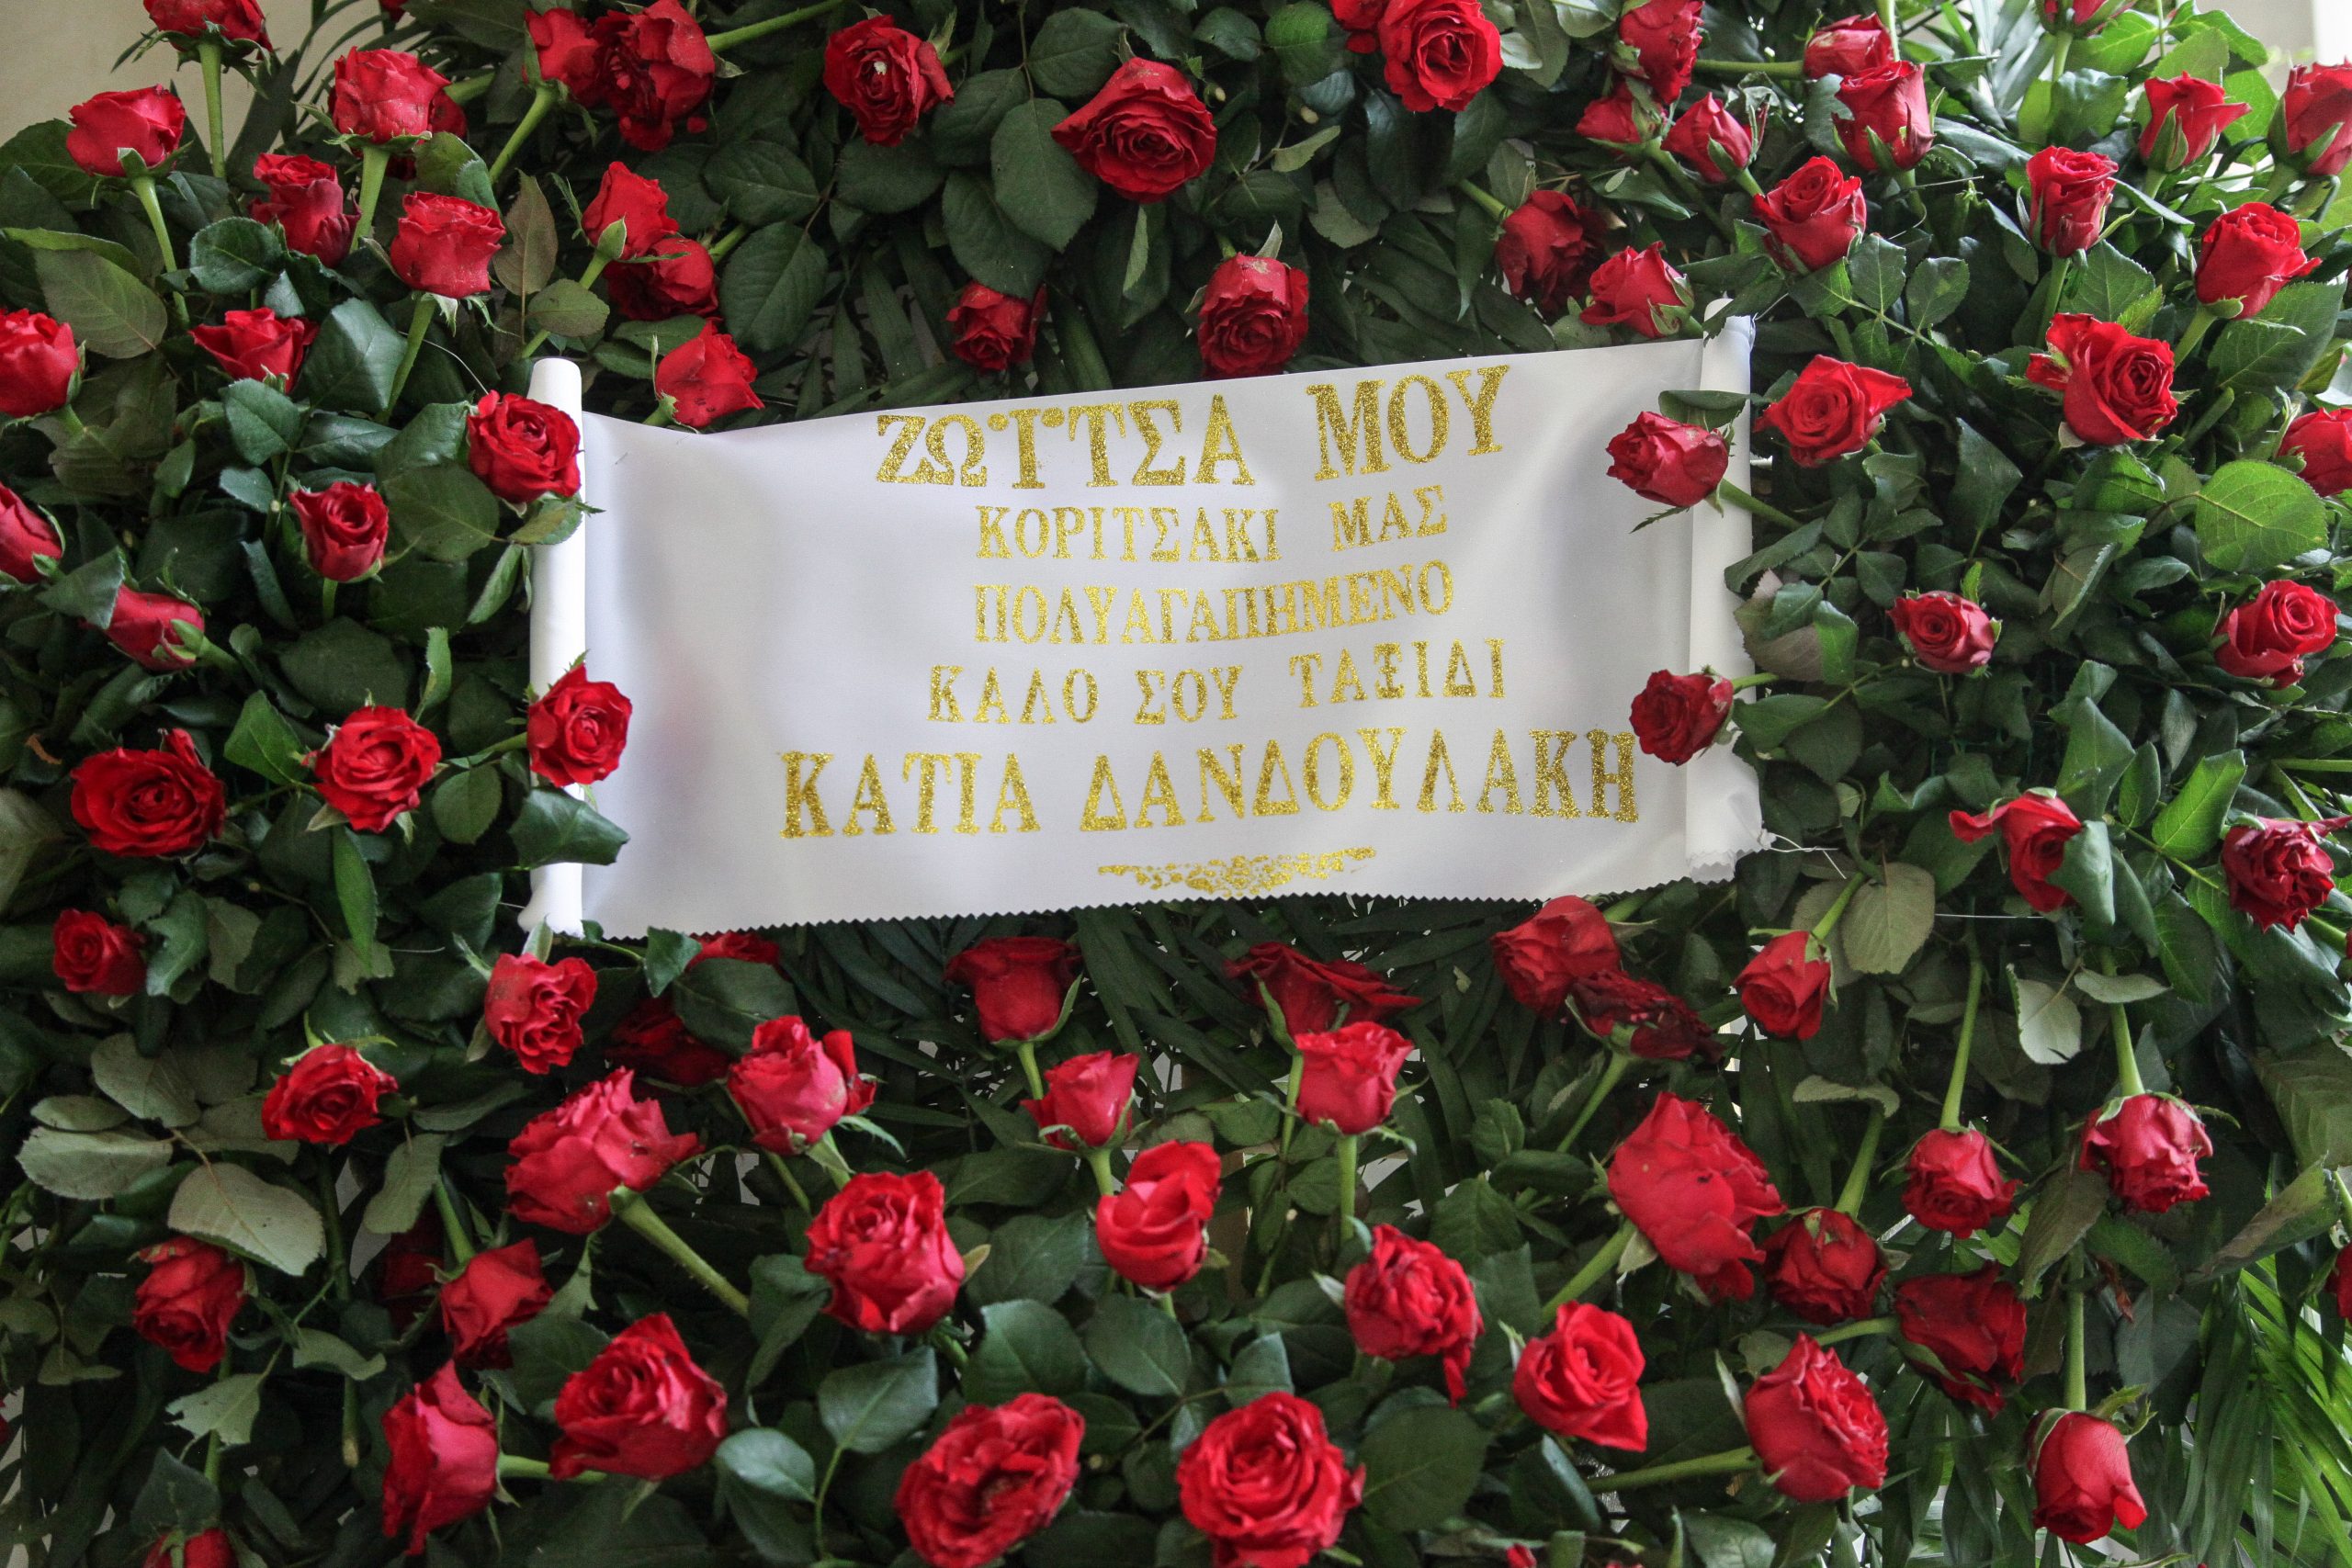 ΖΩΪΤΣΑ ΜΟΥ
ΚΟΡΙΤΣΑΚΙ ΜΑΣ
ΠΟΛΥΑΓΑΠΗΜΕΝΟ
ΚΑΛΟ ΣΟΥ ΤΑΞΙΔΙ
ΚΑΤΙΑ ΔΑΝΔΟΥΛΑΚΗ